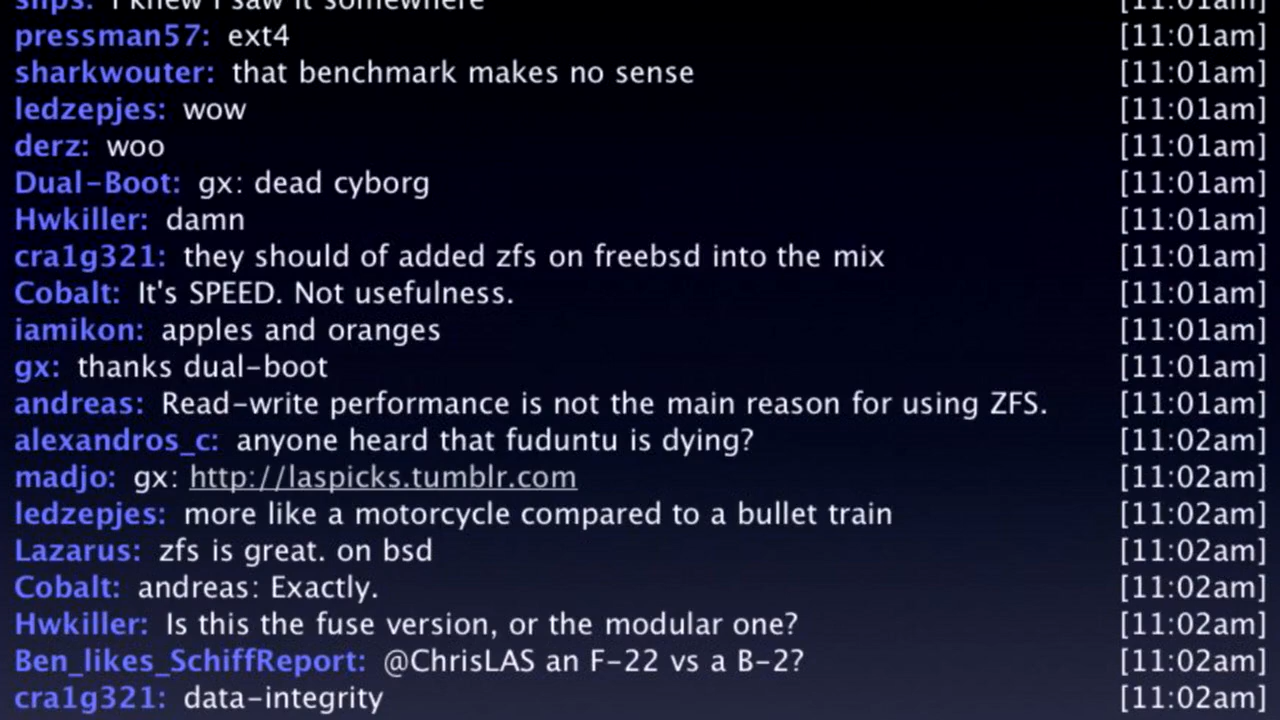 ships: I knew I saw it somewhere [11:01am]
pressman57: ext4 [11:01am]
sharkwouter: that benchmark makes no sense [11:01am]
ledzepjes: wow [11:01am]
derz: woo [11:01am]
Dual-Boot: gx: dead cyborg [11:01am]
Hwkiller: damn [11:01am]
cra1g321: they should of added zfs on freebsd into the mix [11:01am]
Cobalt: It's SPEED. Not usefulness. [11:01am]
iamikon: apples and oranges [11:01am]
gx: thanks dual-boot [11:01am]
andreas: Read-write performance is not the main reason for using ZFS. [11:01am]
alexandros_c: anyone heard that fuduntu is dying? [11:02am]
madjo: gx: http://laspicks.tumblr.com [11:02am]
ledzepjes: more like a motorcycle compared to a bullet train [11:02am]
Lazarus: zfs is great. on bsd [11:02am]
Cobalt: andreas: Exactly. [11:02am]
Hwkiller: Is this the fuse version, or the modular one? [11:02am]
Ben_likes_SchiffReport: @ChrisLAS an F-22 vs a B-2? [11:02am]
cra1g321: data-integrity [11:02am]